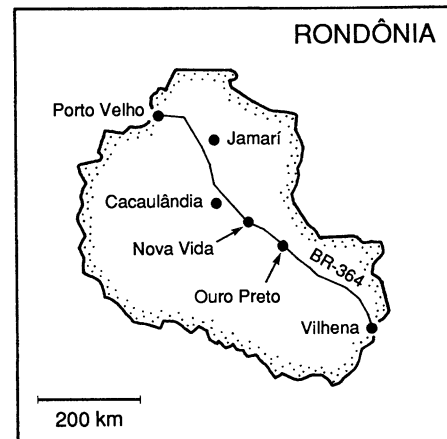 RONDÔNIA
Porto Velho
Jamarí
Cacaulândia
Nova Vida
BR-364
Ouro Preto
Vilhena
200 km